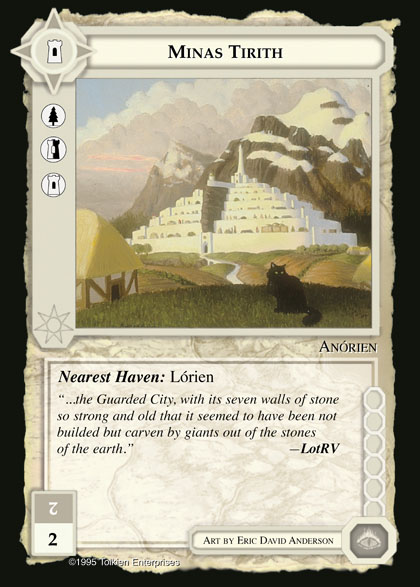 MINAS TIRITH
ANÓRIEN
Nearest Haven: Lórien
“...the Guarded City, with its seven walls of stone
so strong and old that it seemed to have been not
builded but carven by giants out of the stones
of the earth.” –LotRV
2
2
ART BY ERIC DAVID ANDERSON
©1995 Tolkien Enterprises